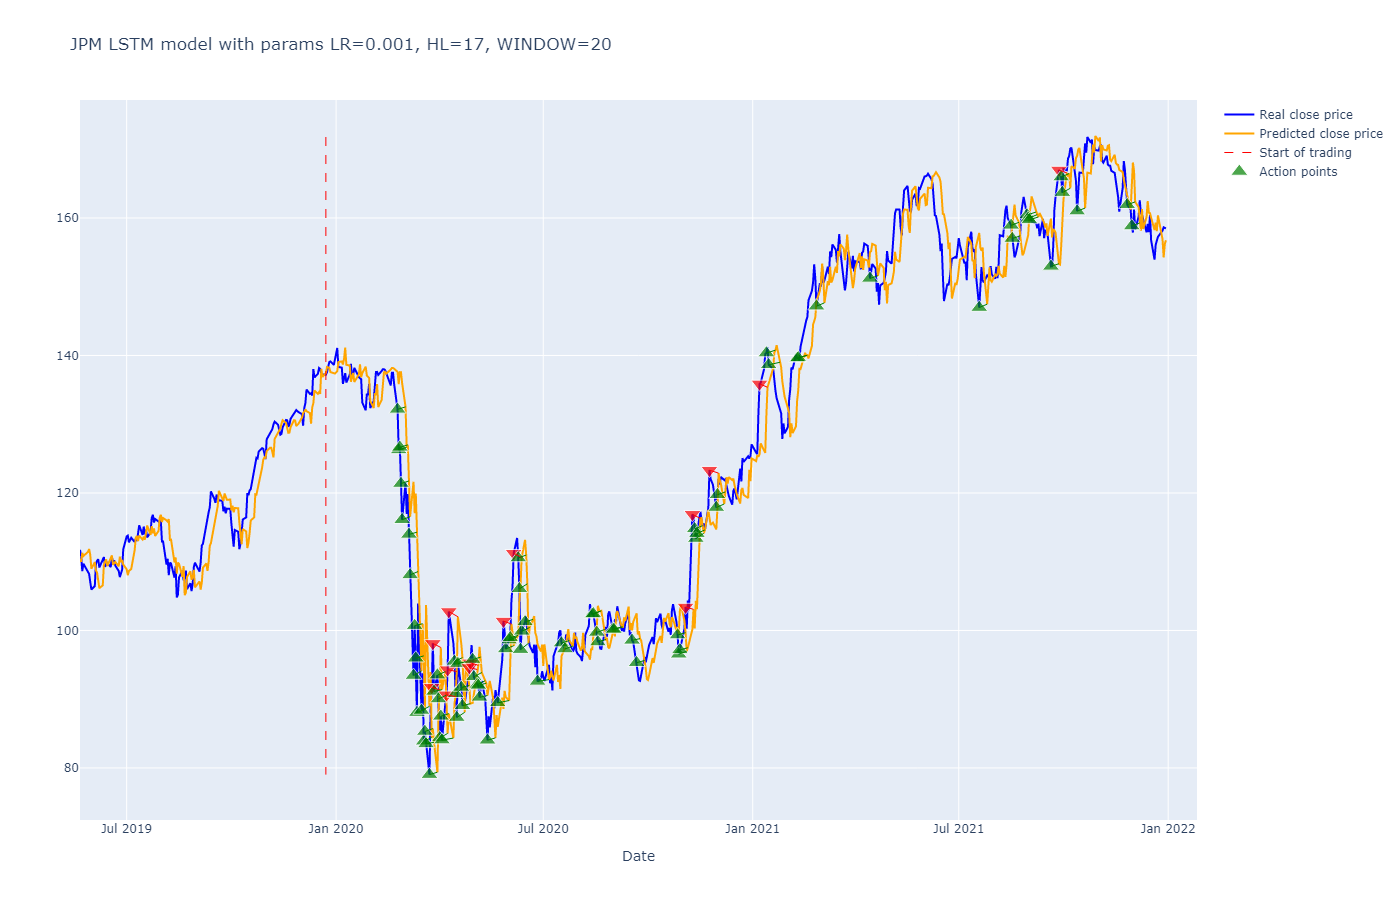 JPM LSTM model with params LR=0.001, HL=17, WINDOW=20
Real close price
Predicted close price
Start of trading
Action points
160
140
120
100
80
Jul 2019
Jan 2020
Jul 2020
Jan 2021
Jul 2021
Jan 2022
Date